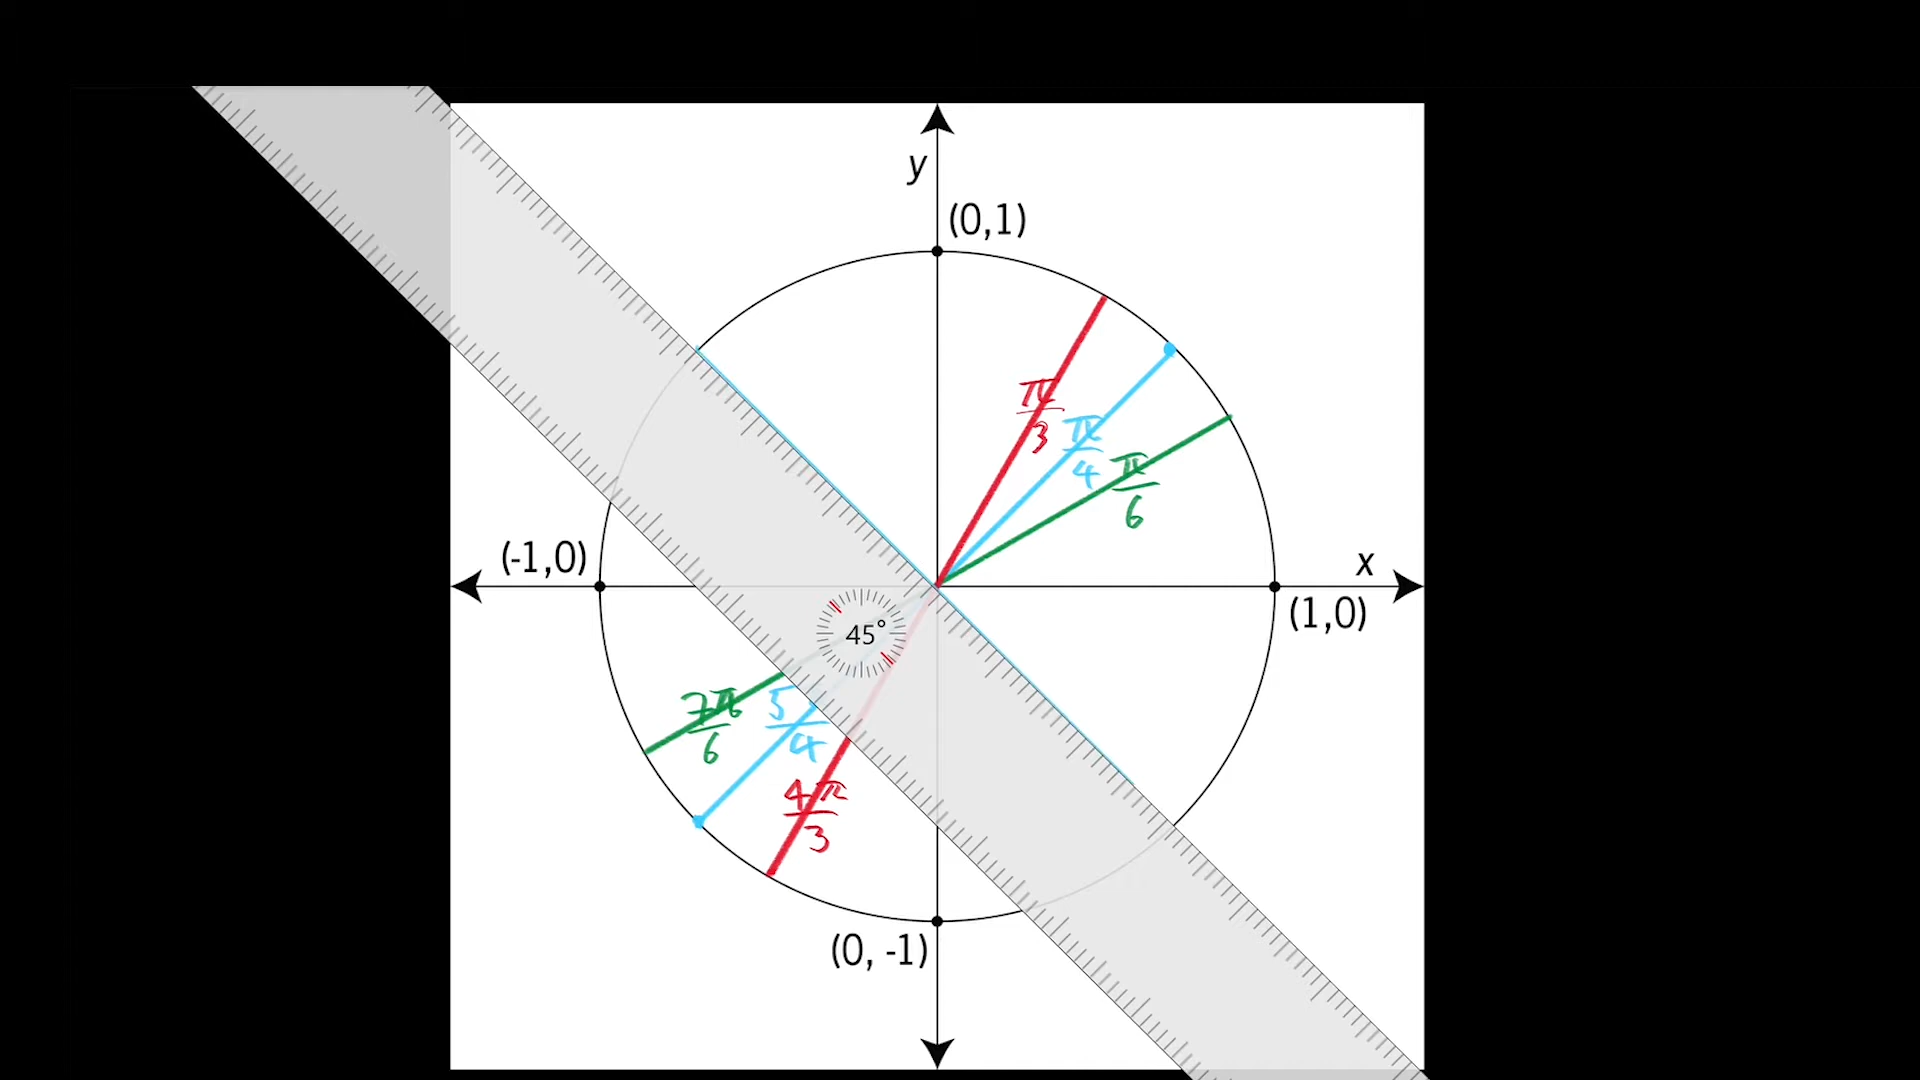 y
(0,1)
π/3
π/4
π/6
(-1,0)
x
(1,0)
45°
7π/6
5/4
4π/3
(0, -1)